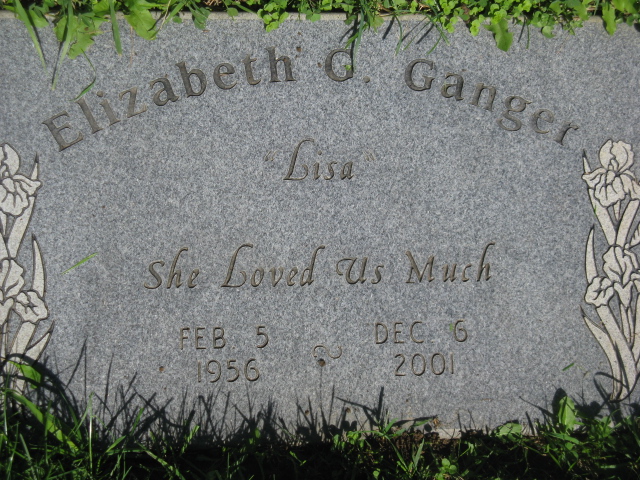 Elizabeth G. Ganger
"Lisa"
She Loved Us Much
FEB 5 DEC 6
1956 ~ 2001